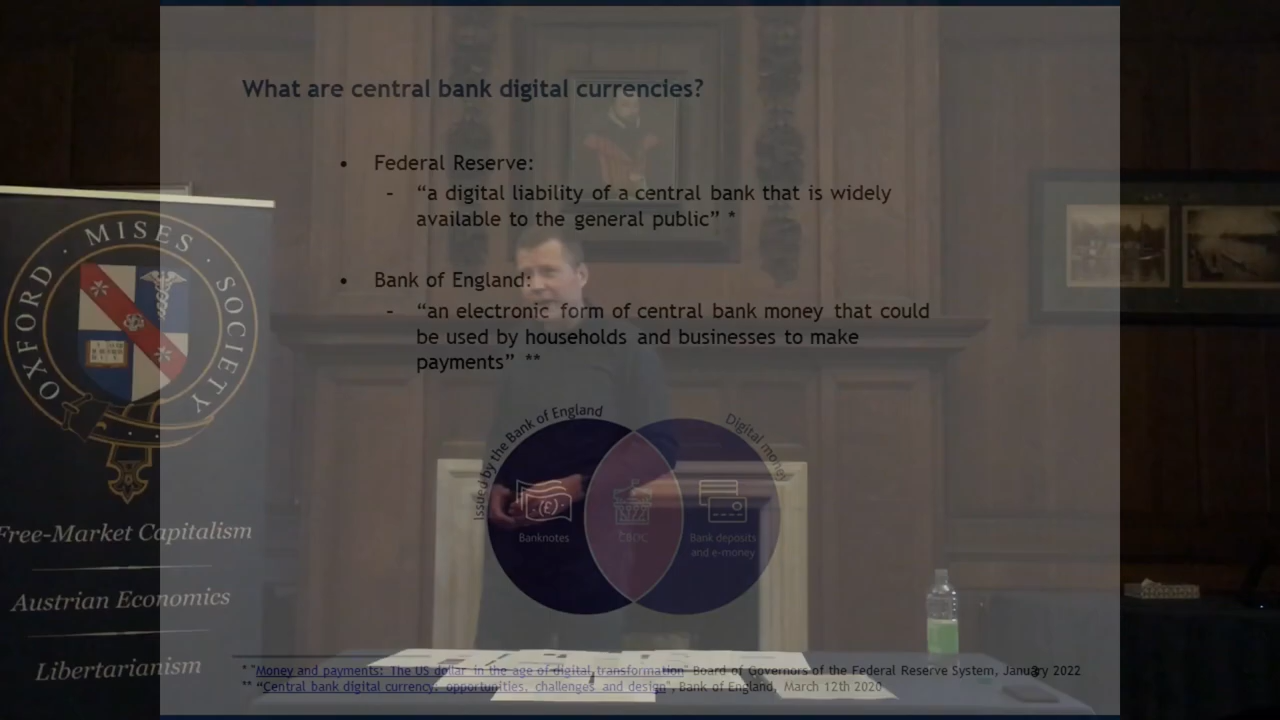 What are central bank digital currencies?
• Federal Reserve:
- “a digital liability of a central bank that is widely
available to the general public” *
• Bank of England:
- “an electronic form of central bank money that could
be used by households and businesses to make
payments” **
Issued by the Bank of England
Digital money
Banknotes
CBDC
Bank deposits
and e-money
* "Money and payments: The US dollar in the age of digital transformation" Board of Governors of the Federal Reserve System, January 2022
** “Central bank digital currency, opportunities, challenges and design", Bank of England, March 12th 2020
OXFORD · MISES · SOCIETY
Free-Market Capitalism
Austrian Economics
Libertarianism